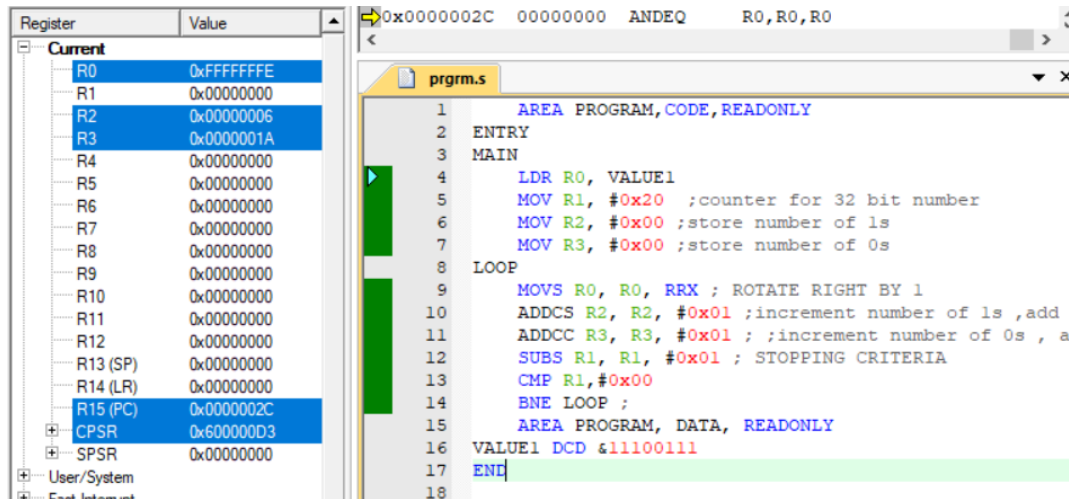 Register Value
Current
R0 0xFFFFFFFE
R1 0x00000000
R2 0x00000006
R3 0x0000001A
R4 0x00000000
R5 0x00000000
R6 0x00000000
R7 0x00000000
R8 0x00000000
R9 0x00000000
R10 0x00000000
R11 0x00000000
R12 0x00000000
R13 (SP) 0x00000000
R14 (LR) 0x00000000
R15 (PC) 0x0000002C
CPSR 0x600000D3
SPSR 0x00000000
User/System
Fast Interrupt
0x0000002C 00000000 ANDEQ R0,R0,R0
prgrm.s
1 AREA PROGRAM,CODE,READONLY
2 ENTRY
3 MAIN
4 LDR R0, VALUE1
5 MOV R1, #0x20 ;counter for 32 bit number
6 MOV R2, #0x00 ;store number of 1s
7 MOV R3, #0x00 ;store number of 0s
8 LOOP
9 MOVS R0, R0, RRX ; ROTATE RIGHT BY 1
10 ADDCS R2, R2, #0x01 ;increment number of 1s ,add
11 ADDCC R3, R3, #0x01 ; ;increment number of 0s , a
12 SUBS R1, R1, #0x01 ; STOPPING CRITERIA
13 CMP R1,#0x00
14 BNE LOOP ;
15 AREA PROGRAM, DATA, READONLY
16 VALUE1 DCD &11100111
17 END
18